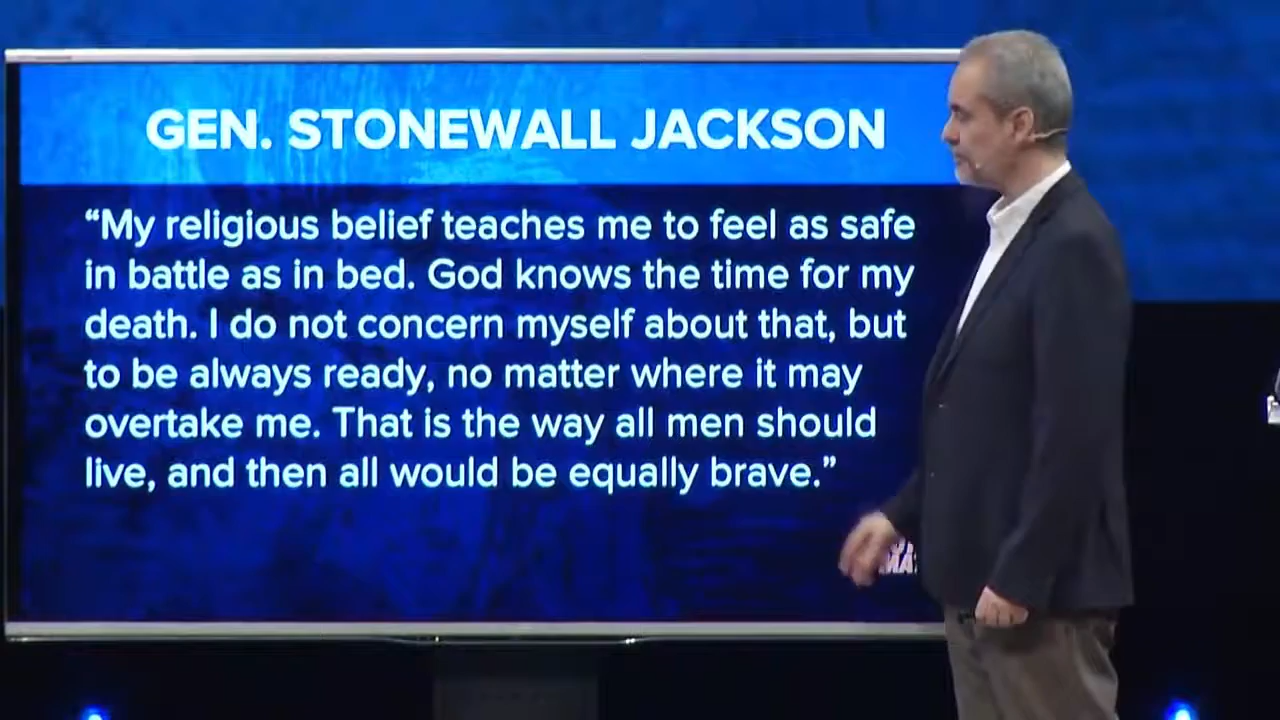 GEN. STONEWALL JACKSON
“My religious belief teaches me to feel as safe
in battle as in bed. God knows the time for my
death. I do not concern myself about that, but
to be always ready, no matter where it may
overtake me. That is the way all men should
live, and then all would be equally brave.”